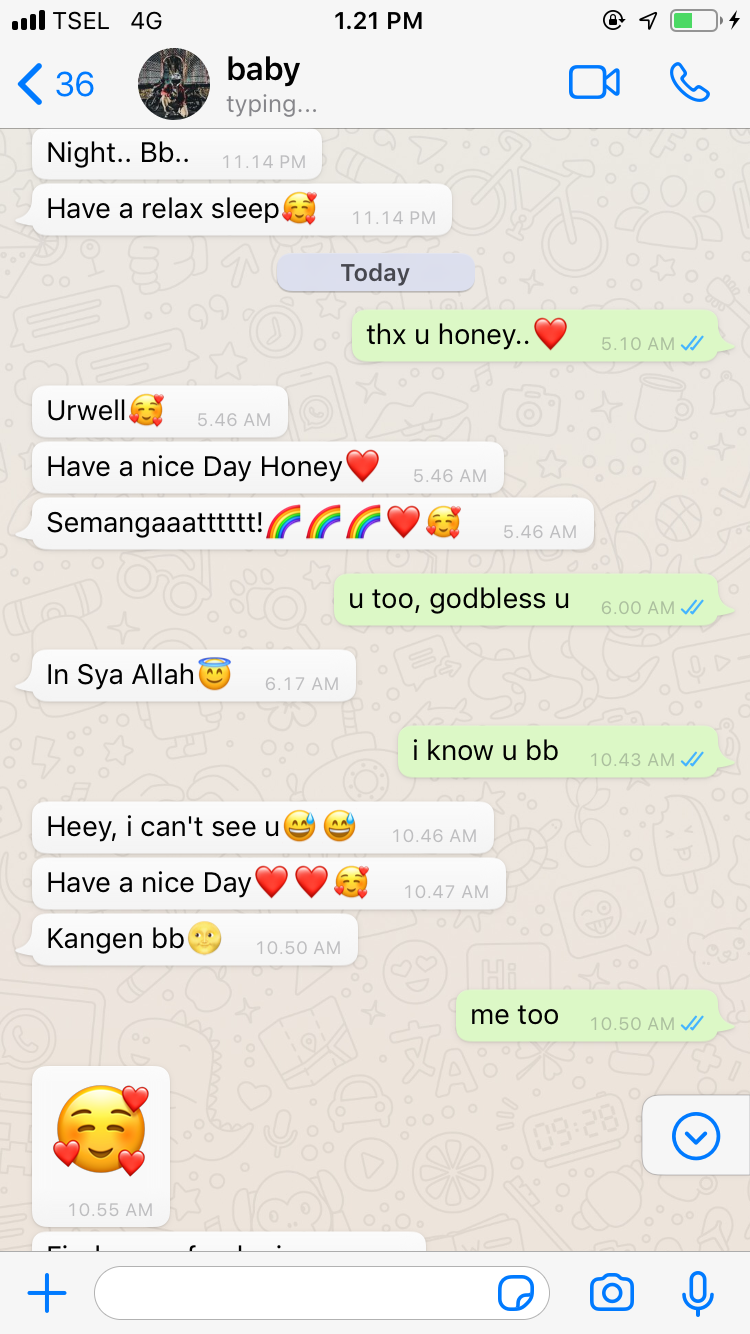 TSEL 4G 1.21 PM
36 baby
typing...
Night.. Bb.. 11.14 PM
Have a relax sleep🥰 11.14 PM
Today
thx u honey..❤️ 5.10 AM
Urwell🥰 5.46 AM
Have a nice Day Honey❤️ 5.46 AM
Semangaaatttttt!🌈🌈🌈❤️🥰 5.46 AM
u too, godbless u 6.00 AM
In Sya Allah😇 6.17 AM
i know u bb 10.43 AM
Heey, i can't see u😅😅 10.46 AM
Have a nice Day❤️❤️🥰 10.47 AM
Kangen bb🌝 10.50 AM
me too 10.50 AM
🥰
10.55 AM